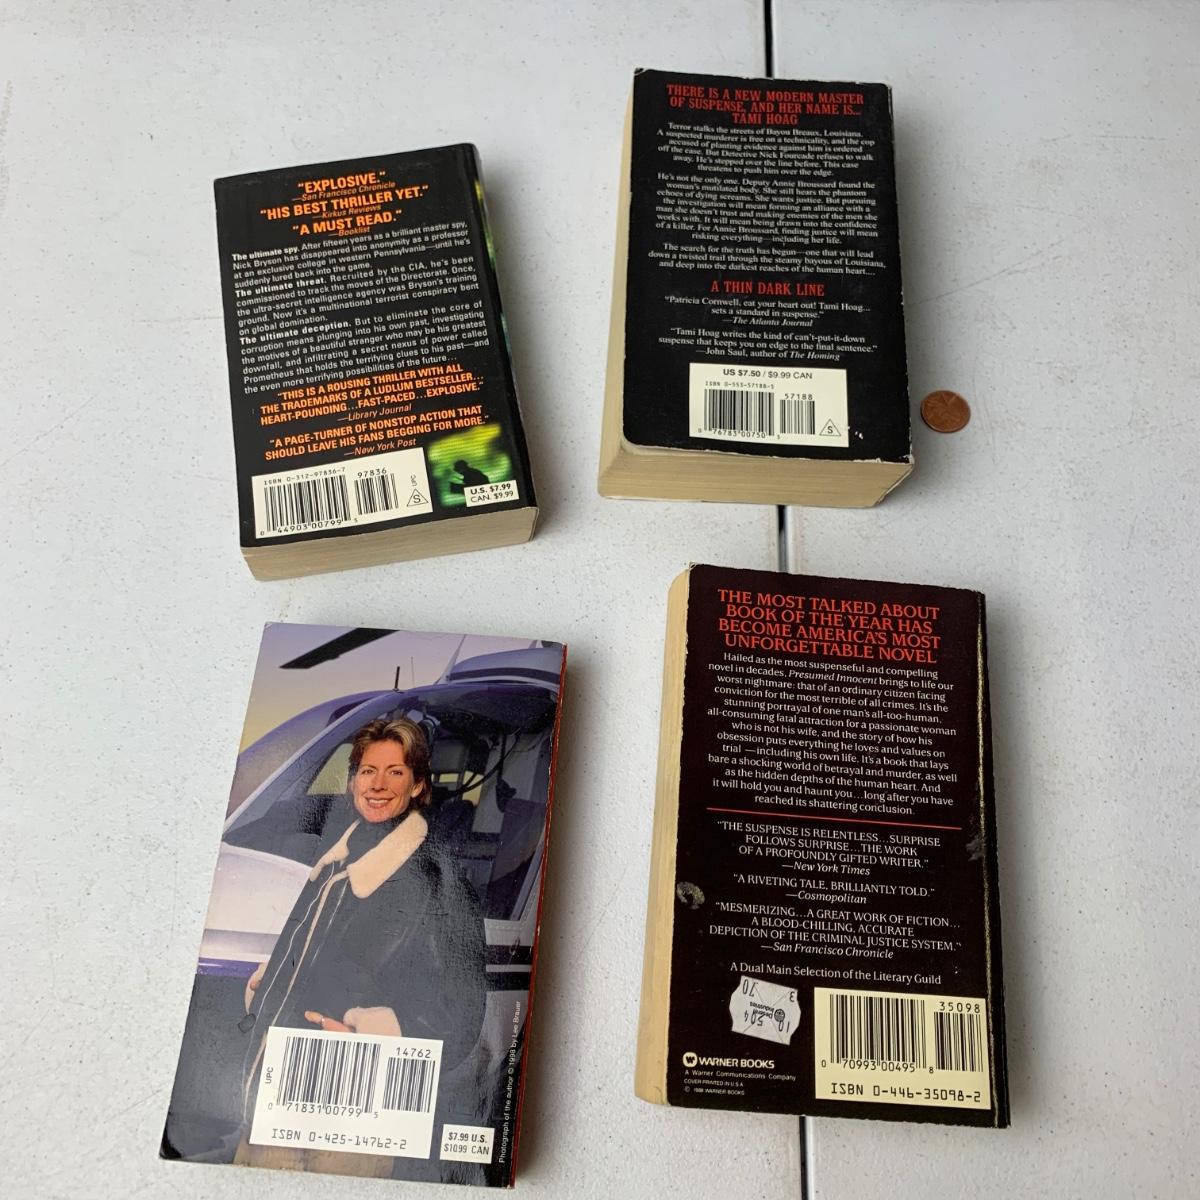 "EXPLOSIVE."
—San Francisco Chronicle
"HIS BEST THRILLER YET."
—Kirkus Reviews
"A MUST READ."
—Booklist
The ultimate spy. After fifteen years as a brilliant master spy,
Nick Bryson has disappeared into anonymity as a professor
at an exclusive college in western Pennsylvania—until he's
suddenly lured back into the game.
The ultimate threat. Recruited by the CIA, he's been
commissioned to track the moves of the Directorate. Once,
the ultra-secret intelligence agency was Bryson's training
ground. Now it's a multinational terrorist conspiracy bent
on global domination.
The ultimate deception. But to eliminate the core of
corruption means plunging into his own past, investigating
the motives of a beautiful stranger who may be his greatest
downfall, and infiltrating a secret nexus of power called
Prometheus that holds the terrifying clues to his past—and
the even more terrifying possibilities of the future...
"THIS IS A ROUSING THRILLER WITH ALL
THE TRADEMARKS OF A LUDLUM BESTSELLER...
HEART-POUNDING...FAST-PACED...EXPLOSIVE."
—Library Journal
"A PAGE-TURNER OF NONSTOP ACTION THAT
SHOULD LEAVE HIS FANS BEGGING FOR MORE."
—New York Post
ISBN 0-312-97836-7
97836
0 44903 00799 5
UPC
S
U.S. $7.99
CAN. $9.99
THERE IS A NEW MODERN MASTER
OF SUSPENSE, AND HER NAME IS...
TAMI HOAG
Terror stalks the streets of Bayou Breaux, Louisiana.
A suspected murderer is free on a technicality, and the cop
accused of planting evidence against him is ordered
off the case. But Detective Nick Fourcade refuses to walk
away. He's stepped over the line before. This case
threatens to push him over the edge.
He's not the only one. Deputy Annie Broussard found the
woman's mutilated body. She still hears the phantom
echoes of dying screams. She wants justice. But pursuing
the investigation will mean forming an alliance with a
man she doesn't trust and making enemies of the men she
works with. It will mean being drawn into the confidence
of a killer. For Annie Broussard, finding justice will mean
risking everything—including her life.
The search for the truth has begun—one that will lead
down a twisted trail through the steamy bayous of Louisiana,
and deep into the darkest reaches of the human heart....
A THIN DARK LINE
"Patricia Cornwell, eat your heart out! Tami Hoag...
sets a standard in suspense."
—The Atlanta Journal
"Tami Hoag writes the kind of can't-put-it-down
suspense that keeps you on edge to the final sentence."
—John Saul, author of The Homing
US $7.50 / $9.99 CAN
ISBN 0-553-57188-5
57188
0 76783 00750 5
S
14762
UPC
0 71831 00799 5
ISBN 0-425-14762-2
$7.99 U.S.
$10.99 CAN
Photograph of the author © 1998 by Lee Brauer
THE MOST TALKED ABOUT
BOOK OF THE YEAR HAS
BECOME AMERICA'S MOST
UNFORGETTABLE NOVEL
Hailed as the most suspenseful and compelling
novel in decades, Presumed Innocent brings to life our
worst nightmare: that of an ordinary citizen facing
conviction for the most terrible of all crimes. It's the
stunning portrayal of one man's all-too-human,
all-consuming fatal attraction for a passionate woman
who is not his wife, and the story of how his
obsession puts everything he loves and values on
trial —including his own life. It's a book that lays
bare a shocking world of betrayal and murder, as well
as the hidden depths of the human heart. And
it will hold you and haunt you...long after you have
reached its shattering conclusion.
"THE SUSPENSE IS RELENTLESS...SURPRISE
FOLLOWS SURPRISE...THE WORK
OF A PROFOUNDLY GIFTED WRITER."
—New York Times
"A RIVETING TALE, BRILLIANTLY TOLD."
—Cosmopolitan
"MESMERIZING...A GREAT WORK OF FICTION...
A BLOOD-CHILLING, ACCURATE
DEPICTION OF THE CRIMINAL JUSTICE SYSTEM."
—San Francisco Chronicle
A Dual Main Selection of the Literary Guild
WARNER BOOKS
A Warner Communications Company
COVER PRINTED IN U.S.A.
© 1988 WARNER BOOKS
35098
0 70993 00495 8
ISBN 0-446-35098-2